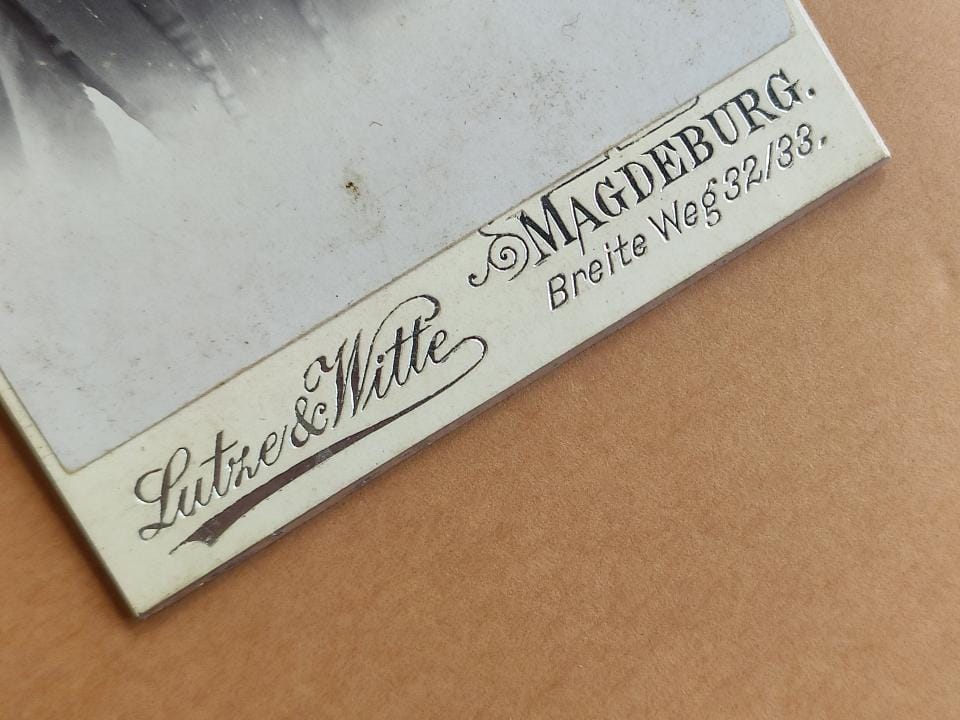 Lutze & Witte
MAGDEBURG.
Breite Weg 32/33.